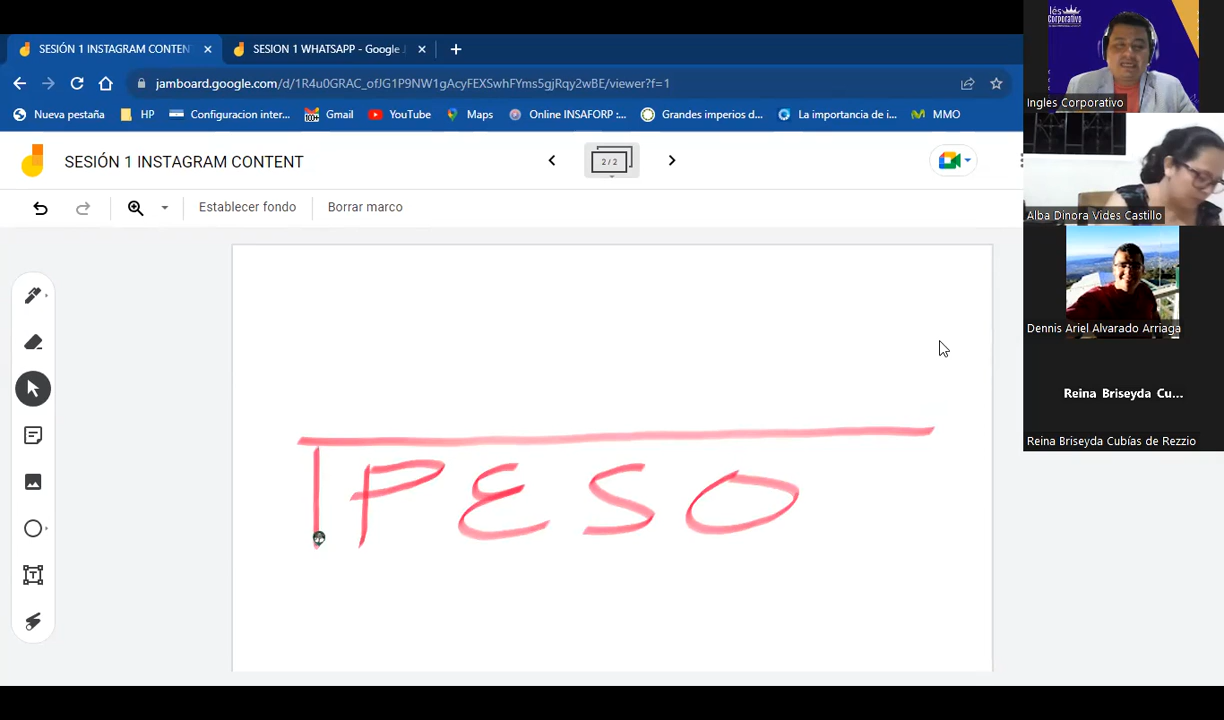 SESIÓN 1 INSTAGRAM CONTEN
SESION 1 WHATSAPP - Google J
jamboard.google.com/d/1R4u0GRAC_ofJG1P9NW1gAcyFEXSwhFYms5gjRqy2wBE/viewer?f=1
Nueva pestaña HP Configuracion inter... Gmail YouTube Maps Online INSAFORP :... Grandes imperios d... La importancia de i... MMO
SESIÓN 1 INSTAGRAM CONTENT
2 / 2
Establecer fondo Borrar marco
PESO
lés
Corporativo
Ingles Corporativo
Alba Dinora Vides Castillo
Dennis Ariel Alvarado Arriaga
Reina Briseyda Cu...
Reina Briseyda Cubías de Rezzio